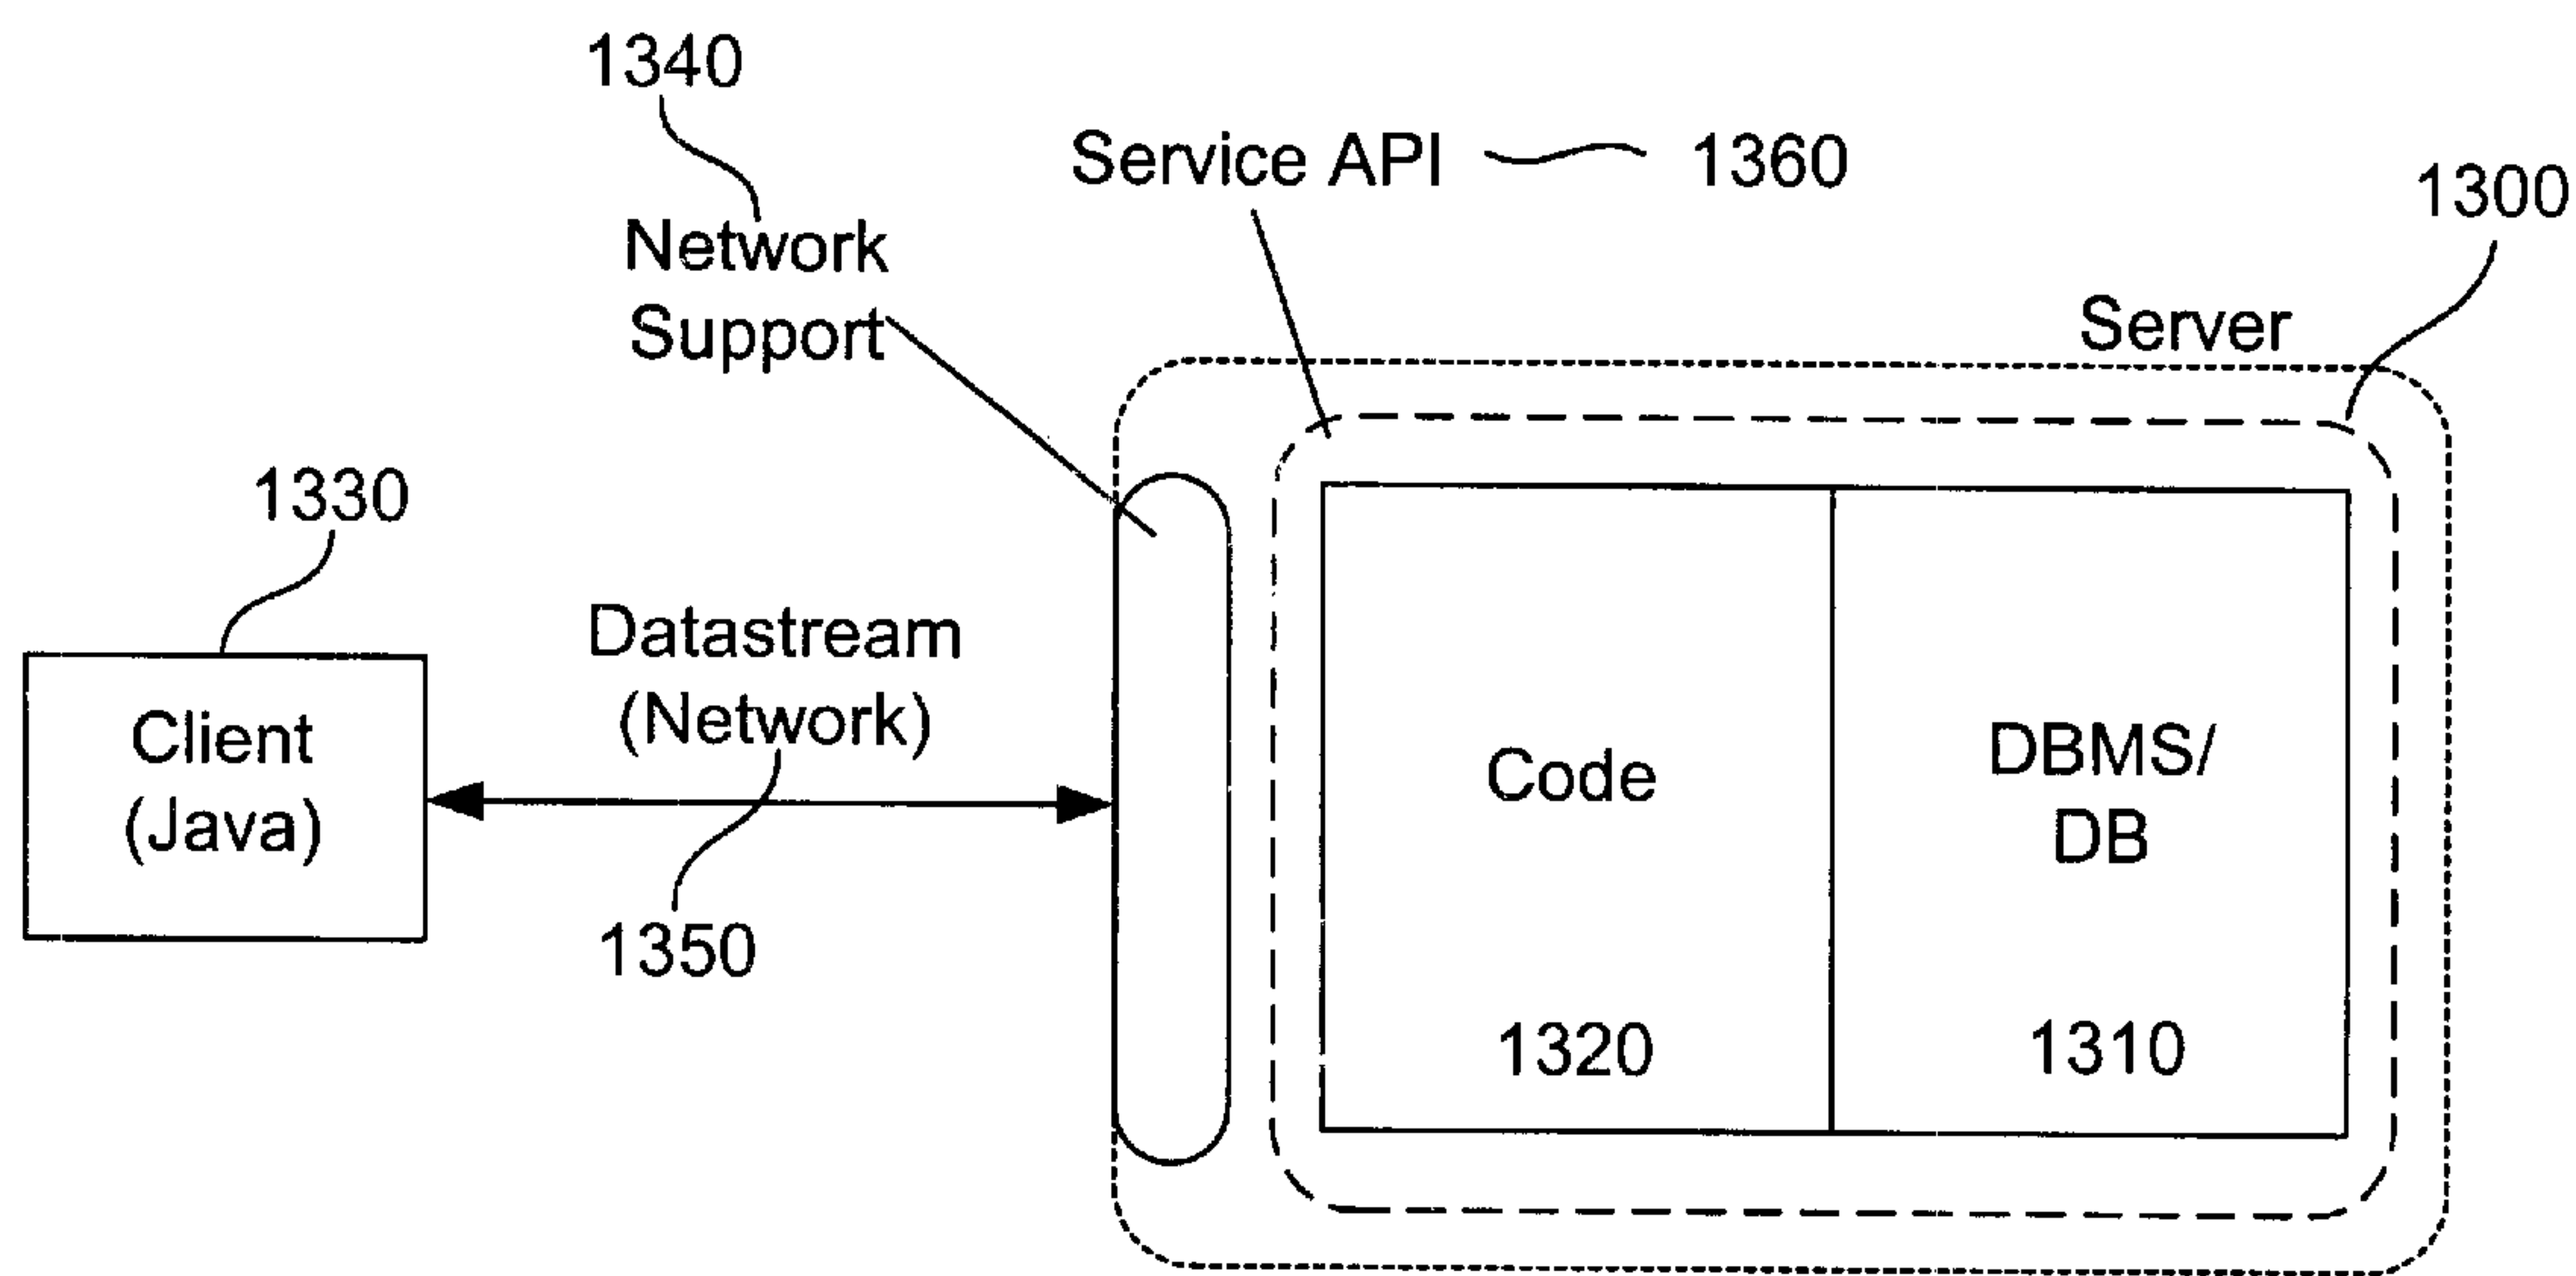 1340
Service API
1360
1300
Network
Support
Server
1330
Datastream
(Network)
Client
(Java)
1350
Code
DBMS/
DB
1320
1310